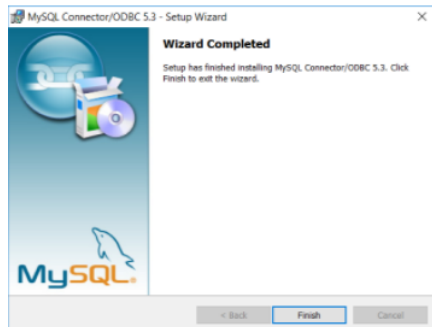 MySQL Connector/ODBC 5.3 - Setup Wizard
Wizard Completed
Setup has finished installing MySQL Connector/ODBC 5.3. Click
Finish to exit the wizard.
MySQL®
< Back Finish Cancel